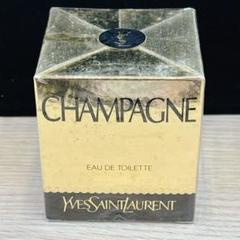 CHAMPAGNE
EAU DE TOILETTE
YVESSAINTLAURENT